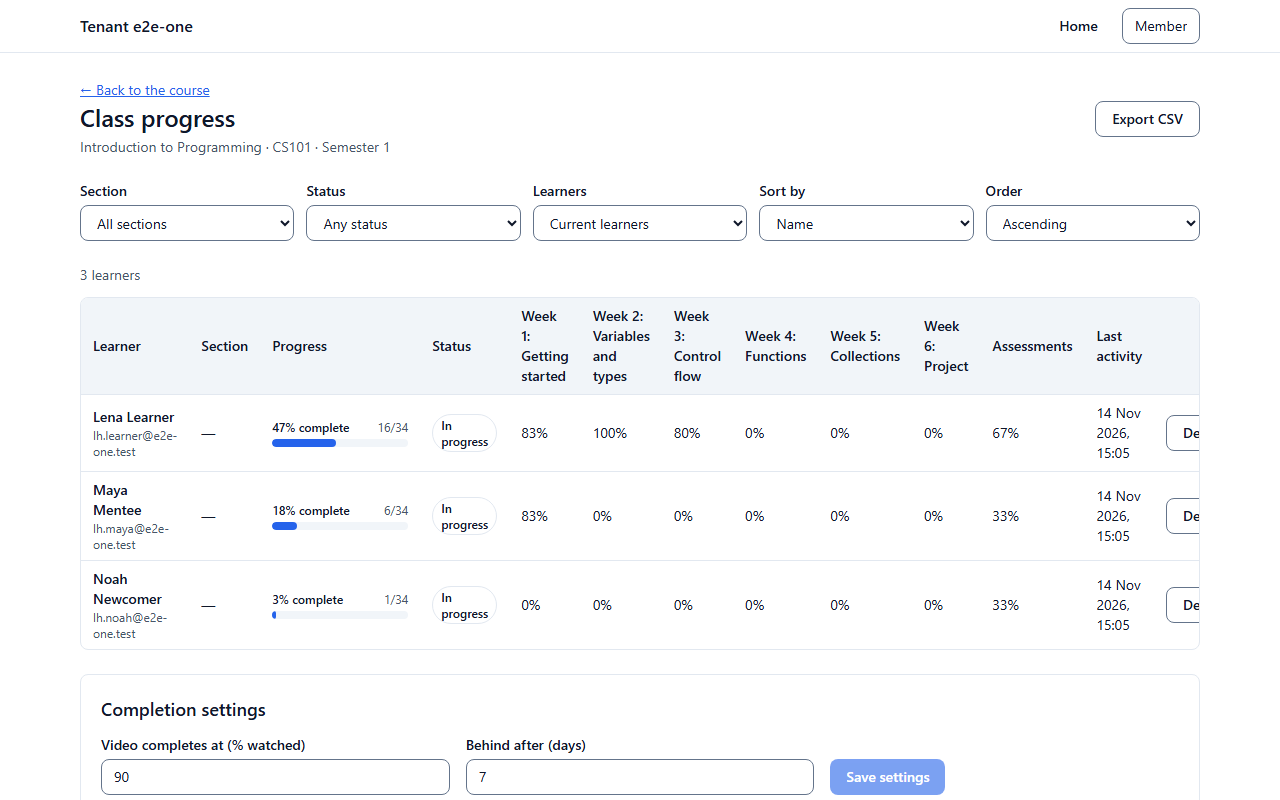 Tenant e2e-one
Home
Member
← Back to the course
Class progress
Export CSV
Introduction to Programming · CS101 · Semester 1
Section
Status
Learners
Sort by
Order
All sections
Any status
Current learners
Name
Ascending
3 learners
Learner
Section
Progress
Status
Week
1:
Getting
started
Week 2:
Variables
and
types
Week
3:
Control
flow
Week 4:
Functions
Week 5:
Collections
Week
6:
Project
Assessments
Last
activity
Lena Learner
lh.learner@e2e-
one.test
—
47% complete
16/34
In
progress
83%
100%
80%
0%
0%
0%
67%
14 Nov
2026,
15:05
De
Maya
Mentee
lh.maya@e2e-
one.test
—
18% complete
6/34
In
progress
83%
0%
0%
0%
0%
0%
33%
14 Nov
2026,
15:05
De
Noah
Newcomer
lh.noah@e2e-
one.test
—
3% complete
1/34
In
progress
0%
0%
0%
0%
0%
0%
33%
14 Nov
2026,
15:05
De
Completion settings
Video completes at (% watched)
Behind after (days)
90
7
Save settings